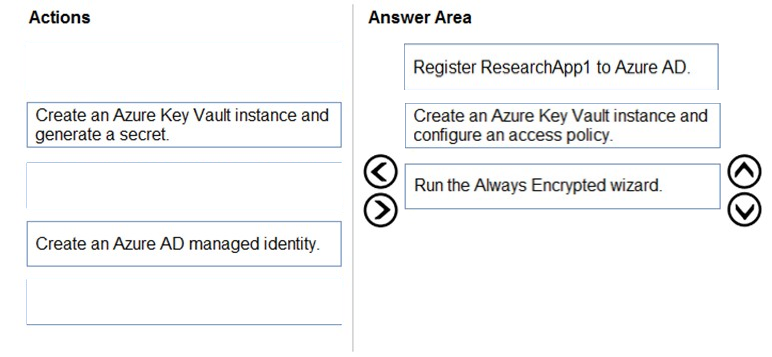 Actions
Create an Azure Key Vault instance and
generate a secret.
Create an Azure AD managed identity.
Answer Area
Register ResearchApp1 to Azure AD.
Create an Azure Key Vault instance and
configure an access policy.
Run the Always Encrypted wizard.